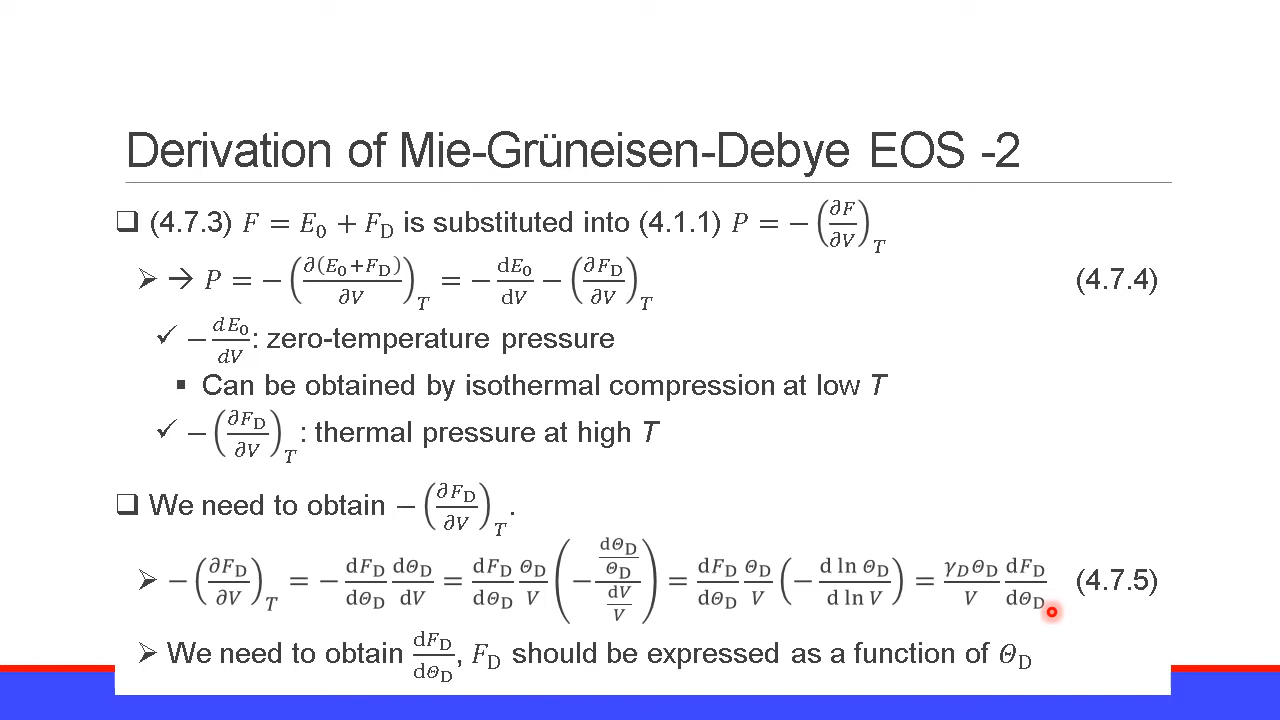 Derivation of Mie-Grüneisen-Debye EOS -2
❑ (4.7.3) 𝐹 = 𝐸₀ + 𝐹_D is substituted into (4.1.1) 𝑃 = −(∂𝐹/∂𝑉)_𝑇
➢ → 𝑃 = −(∂(𝐸₀+𝐹_D)/∂𝑉)_𝑇 = −d𝐸₀/d𝑉 − (∂𝐹_D/∂𝑉)_𝑇 (4.7.4)
✓ −𝑑𝐸₀/𝑑𝑉: zero-temperature pressure
▪ Can be obtained by isothermal compression at low T
✓ −(∂𝐹_D/∂𝑉)_𝑇: thermal pressure at high T
❑ We need to obtain −(∂𝐹_D/∂𝑉)_𝑇.
➢ −(∂𝐹_D/∂𝑉)_𝑇 = −d𝐹_D/d𝛩_D d𝛩_D/d𝑉 = d𝐹_D/d𝛩_D 𝛩_D/𝑉 (−(d𝛩_D/𝛩_D)/(d𝑉/𝑉)) = d𝐹_D/d𝛩_D 𝛩_D/𝑉 (−d ln 𝛩_D/d ln 𝑉) = 𝛾_𝐷𝛩_D/𝑉 d𝐹_D/d𝛩_D (4.7.5)
➢ We need to obtain d𝐹_D/d𝛩_D, 𝐹_D should be expressed as a function of 𝛩_D